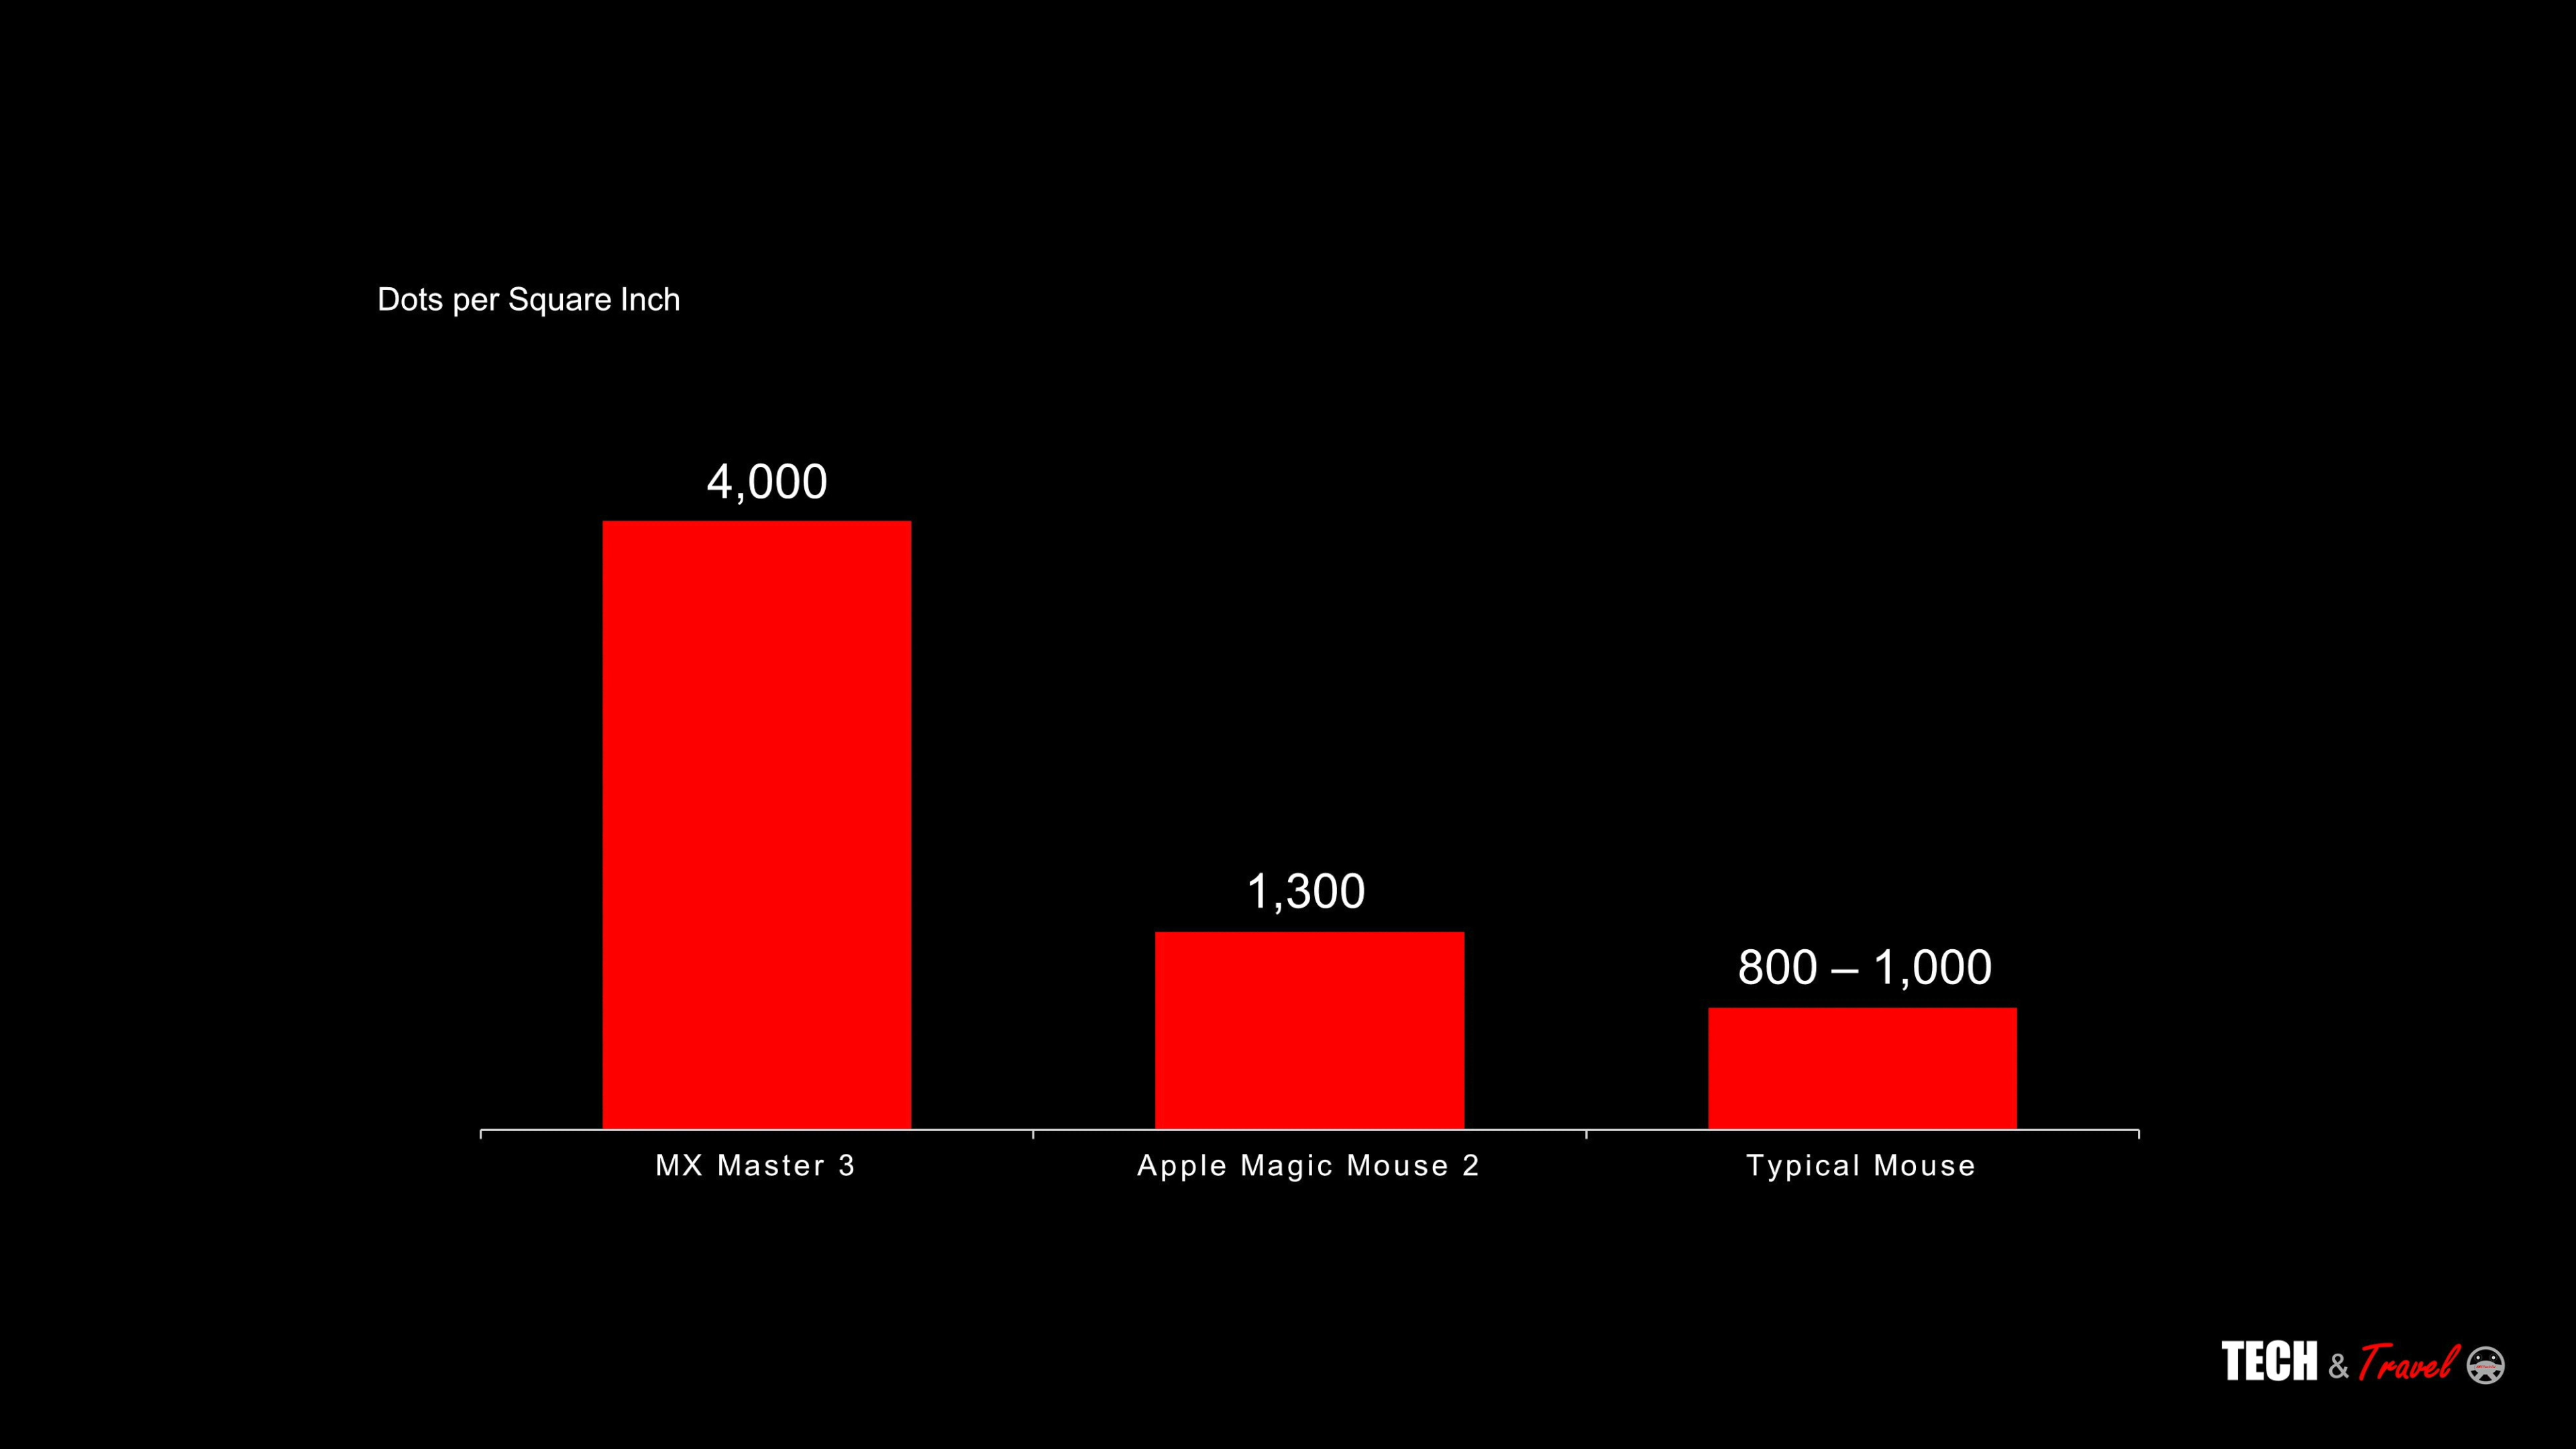 Dots per Square Inch
4,000
1,300
800 – 1,000
MX Master 3
Apple Magic Mouse 2
Typical Mouse
TECH & Travel